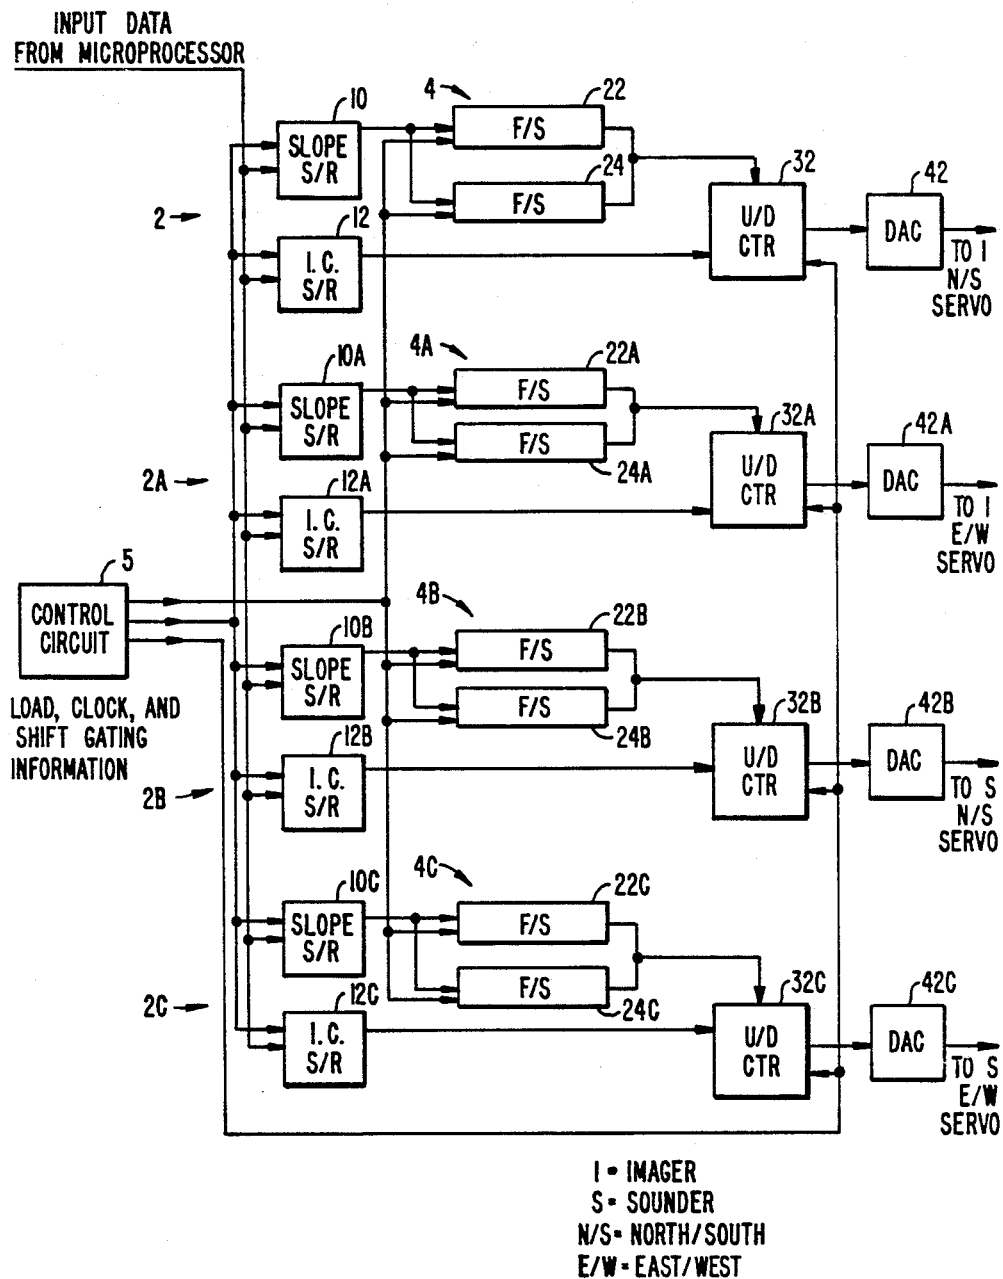 INPUT DATA
FROM MICROPROCESSOR
10
SLOPE
S/R
4
22
F/S
24
F/S
32
U/D
CTR
42
DAC
TO I
N/S
SERVO
2
12
I.C.
S/R
10A
SLOPE
S/R
4A
22A
F/S
F/S
24A
32A
U/D
CTR
42A
DAC
TO I
E/W
SERVO
2A
12A
I.C.
S/R
5
CONTROL
CIRCUIT
LOAD, CLOCK, AND
SHIFT GATING
INFORMATION
10B
SLOPE
S/R
4B
22B
F/S
F/S
24B
32B
U/D
CTR
42B
DAC
TO S
N/S
SERVO
2B
12B
I.C.
S/R
10C
SLOPE
S/R
4C
22C
F/S
F/S
24C
32C
U/D
CTR
42C
DAC
TO S
E/W
SERVO
2C
12C
I.C.
S/R
I = IMAGER
S = SOUNDER
N/S = NORTH/SOUTH
E/W = EAST/WEST